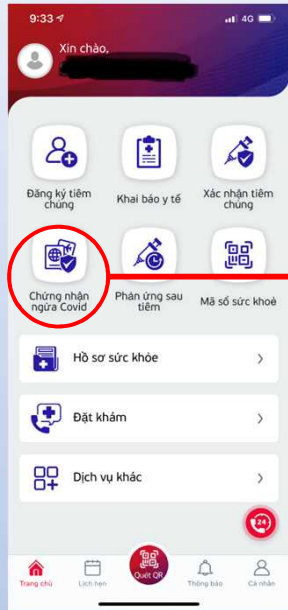 9:33
4G
Xin chào,
Đăng ký tiêm
chủng
Khai báo y tế
Xác nhận tiêm
chủng
Chứng nhận
ngừa Covid
Phản ứng sau
tiêm
Mã số sức khoẻ
Hồ sơ sức khỏe
Đặt khám
Dịch vụ khác
24
Trang chủ
Lịch hẹn
Quét QR
Thông báo
Cá nhân